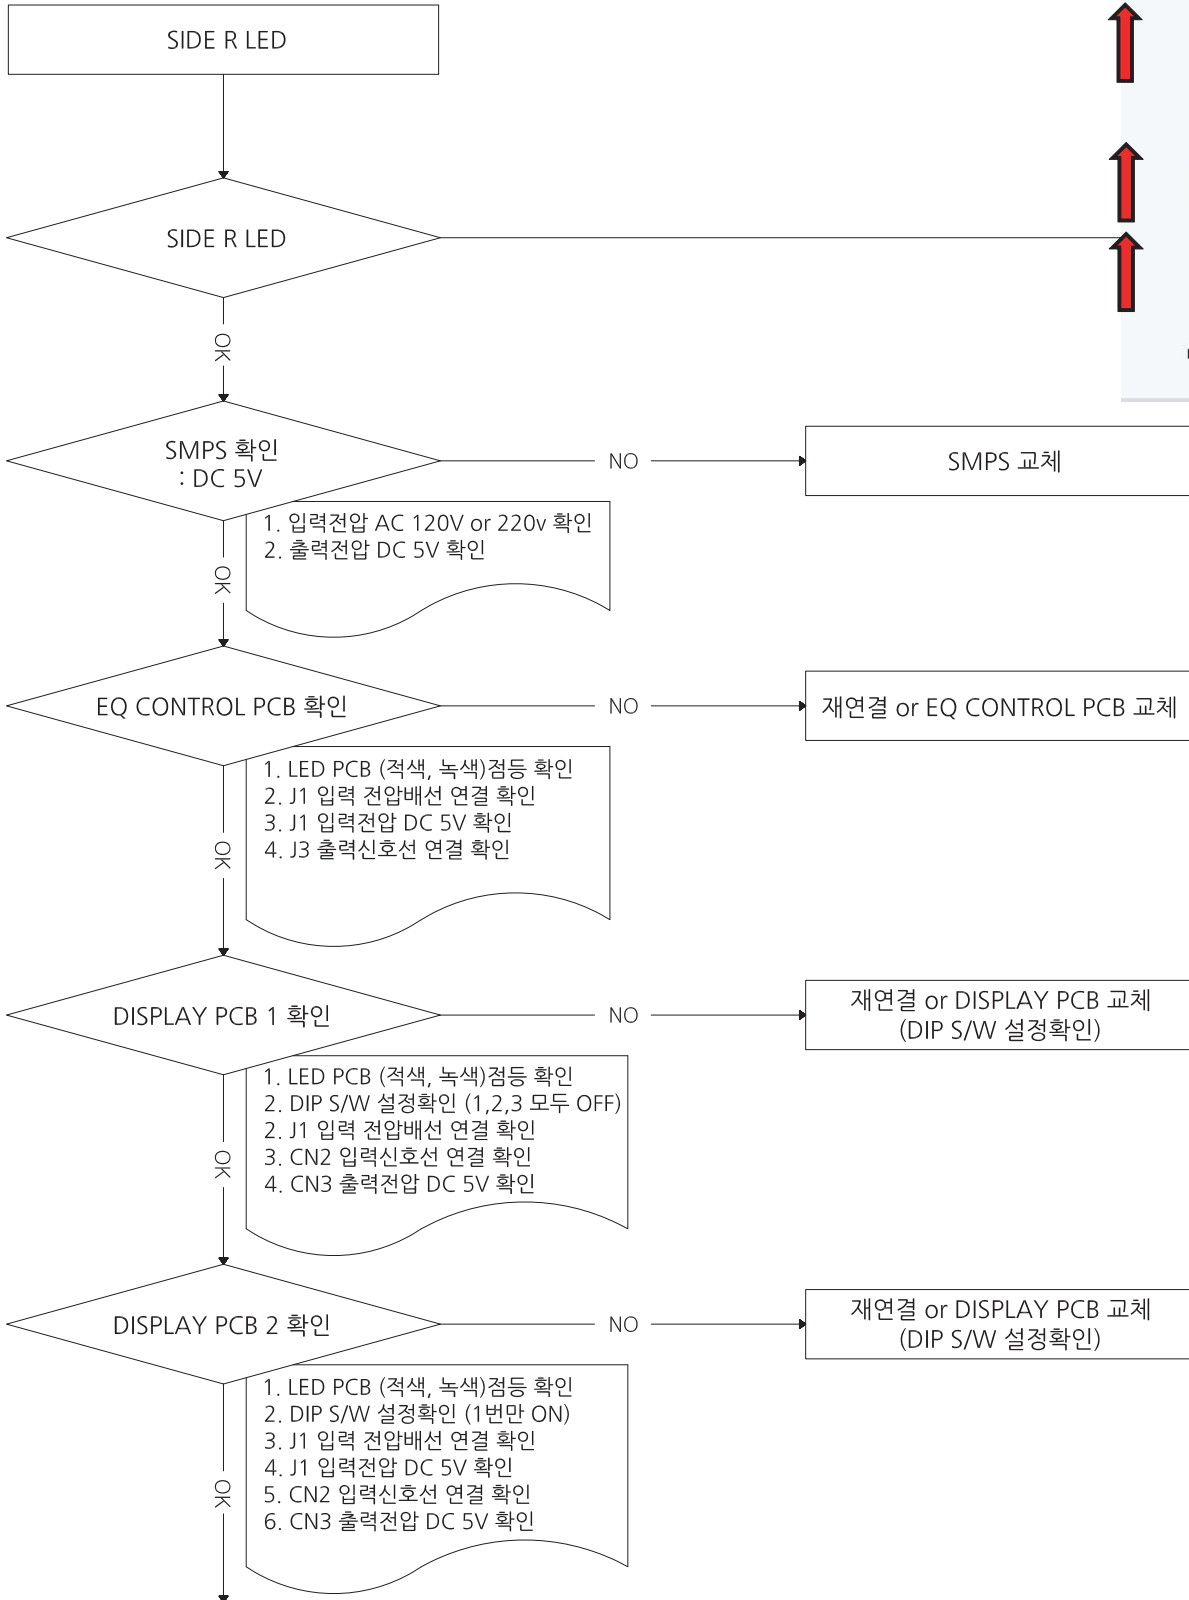 SIDE R LED
SIDE R LED
OK
SMPS 확인
: DC 5V
NO
SMPS 교체
1. 입력전압 AC 120V or 220v 확인
2. 출력전압 DC 5V 확인
OK
EQ CONTROL PCB 확인
NO
재연결 or EQ CONTROL PCB 교체
1. LED PCB (적색, 녹색)점등 확인
2. J1 입력 전압배선 연결 확인
3. J1 입력전압 DC 5V 확인
4. J3 출력신호선 연결 확인
OK
DISPLAY PCB 1 확인
NO
재연결 or DISPLAY PCB 교체
(DIP S/W 설정확인)
1. LED PCB (적색, 녹색)점등 확인
2. DIP S/W 설정확인 (1,2,3 모두 OFF)
2. J1 입력 전압배선 연결 확인
3. CN2 입력신호선 연결 확인
4. CN3 출력전압 DC 5V 확인
OK
DISPLAY PCB 2 확인
NO
재연결 or DISPLAY PCB 교체
(DIP S/W 설정확인)
1. LED PCB (적색, 녹색)점등 확인
2. DIP S/W 설정확인 (1번만 ON)
3. J1 입력 전압배선 연결 확인
4. J1 입력전압 DC 5V 확인
5. CN2 입력신호선 연결 확인
6. CN3 출력전압 DC 5V 확인
OK